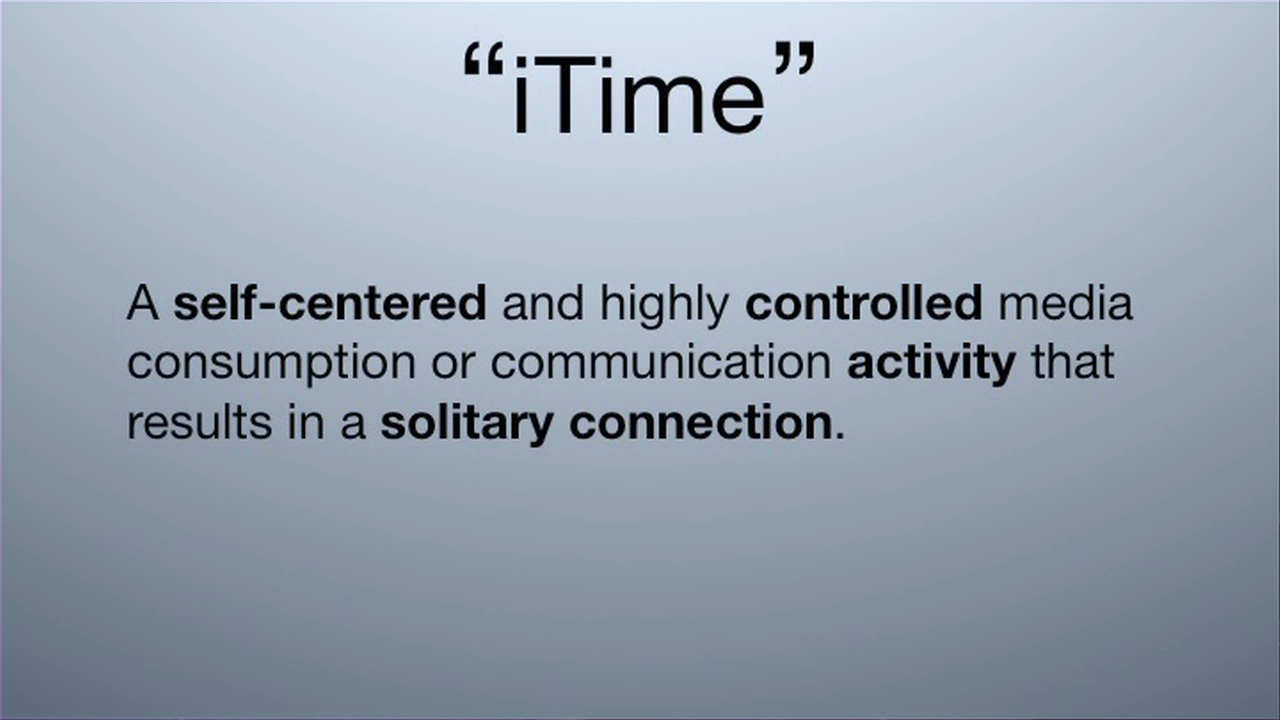 “iTime”
A self-centered and highly controlled media
consumption or communication activity that
results in a solitary connection.